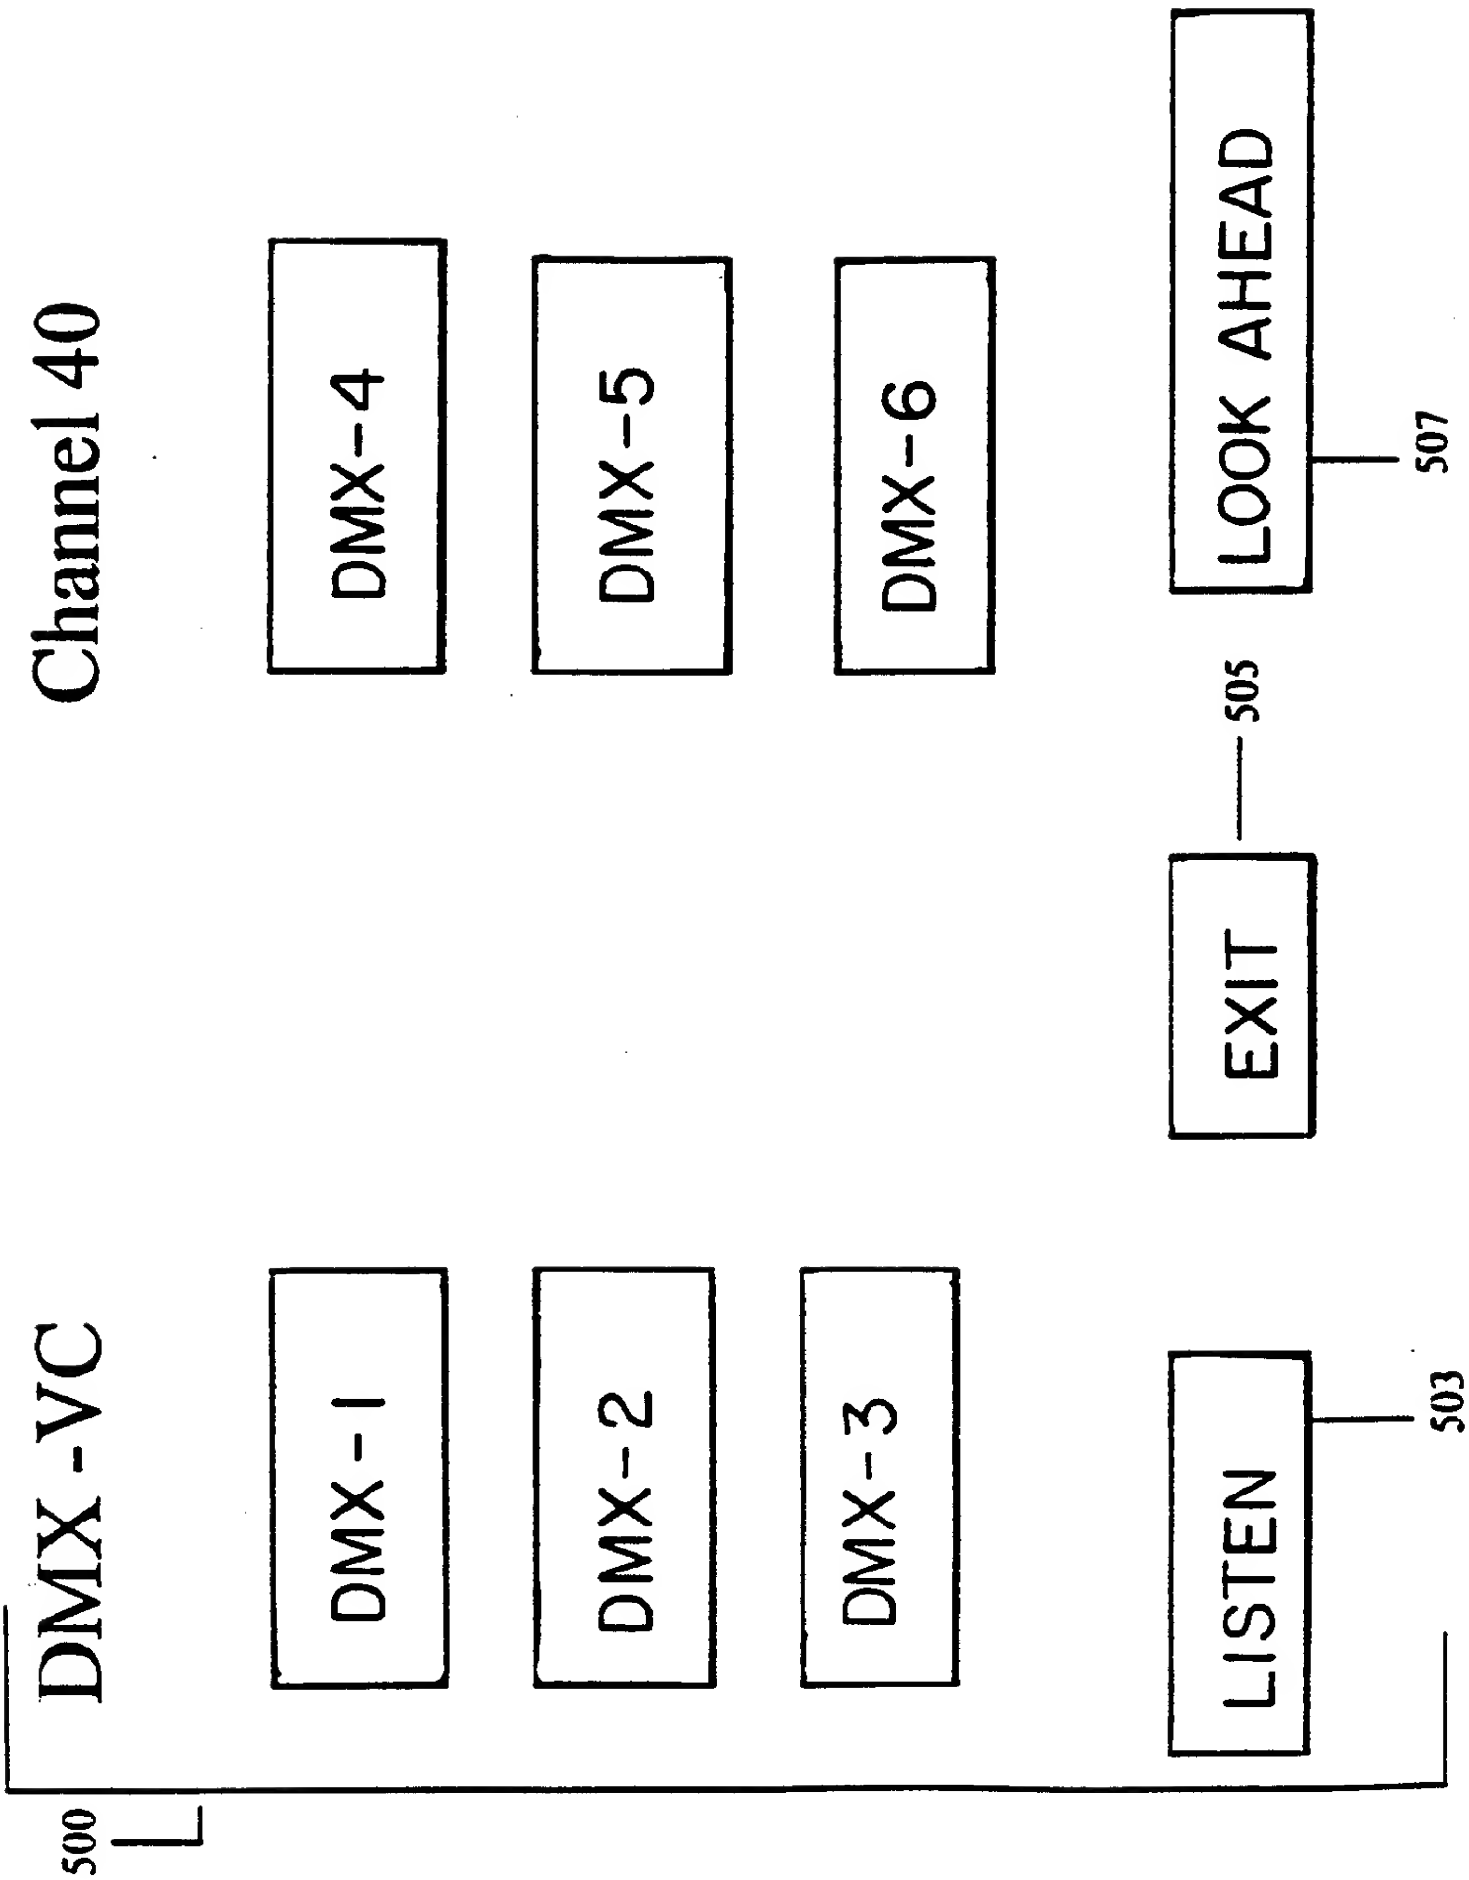 500
DMX -VC Channel 40
DMX-1 DMX-4
DMX-2 DMX-5
DMX-3 DMX-6
LISTEN EXIT 505 LOOK AHEAD
503 507